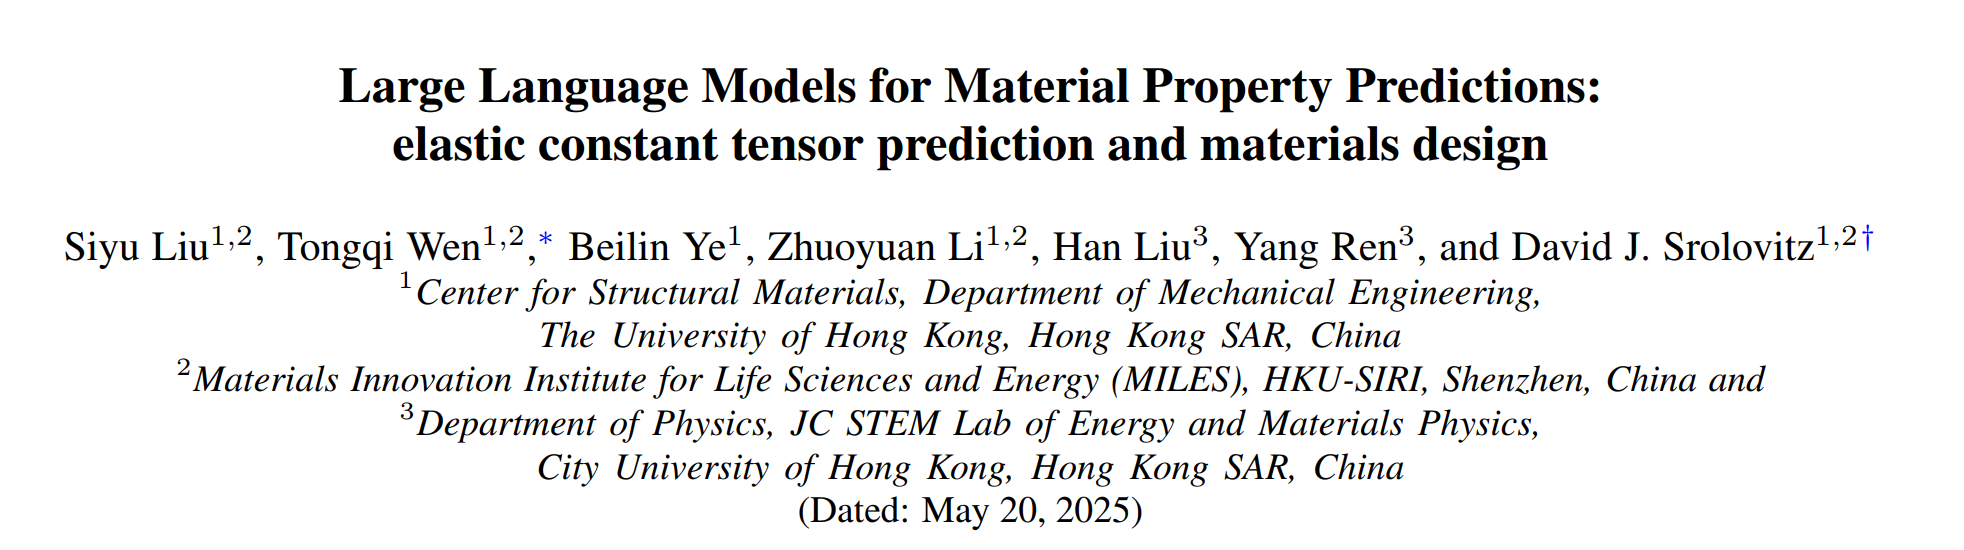 Large Language Models for Material Property Predictions:
elastic constant tensor prediction and materials design
Siyu Liu1,2, Tongqi Wen1,2,* Beilin Ye1, Zhuoyuan Li1,2, Han Liu3, Yang Ren3, and David J. Srolovitz1,2†
1Center for Structural Materials, Department of Mechanical Engineering,
The University of Hong Kong, Hong Kong SAR, China
2Materials Innovation Institute for Life Sciences and Energy (MILES), HKU-SIRI, Shenzhen, China and
3Department of Physics, JC STEM Lab of Energy and Materials Physics,
City University of Hong Kong, Hong Kong SAR, China
(Dated: May 20, 2025)